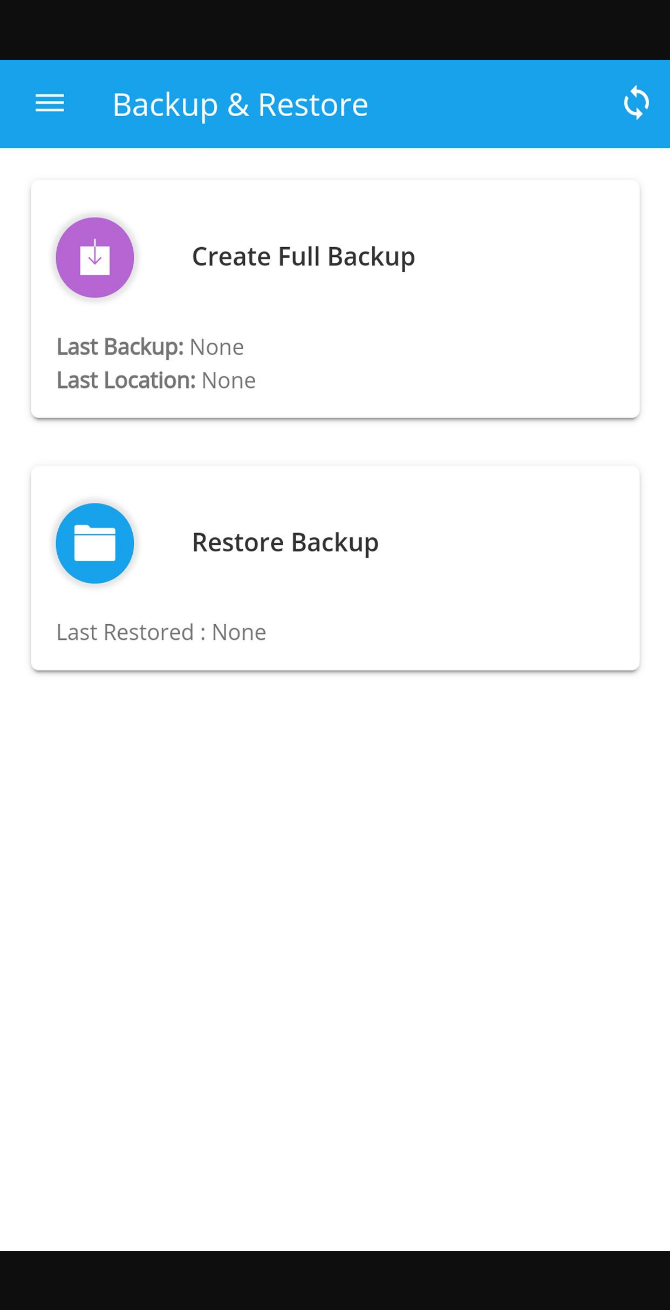 Backup & Restore
Create Full Backup
Last Backup: None
Last Location: None
Restore Backup
Last Restored : None